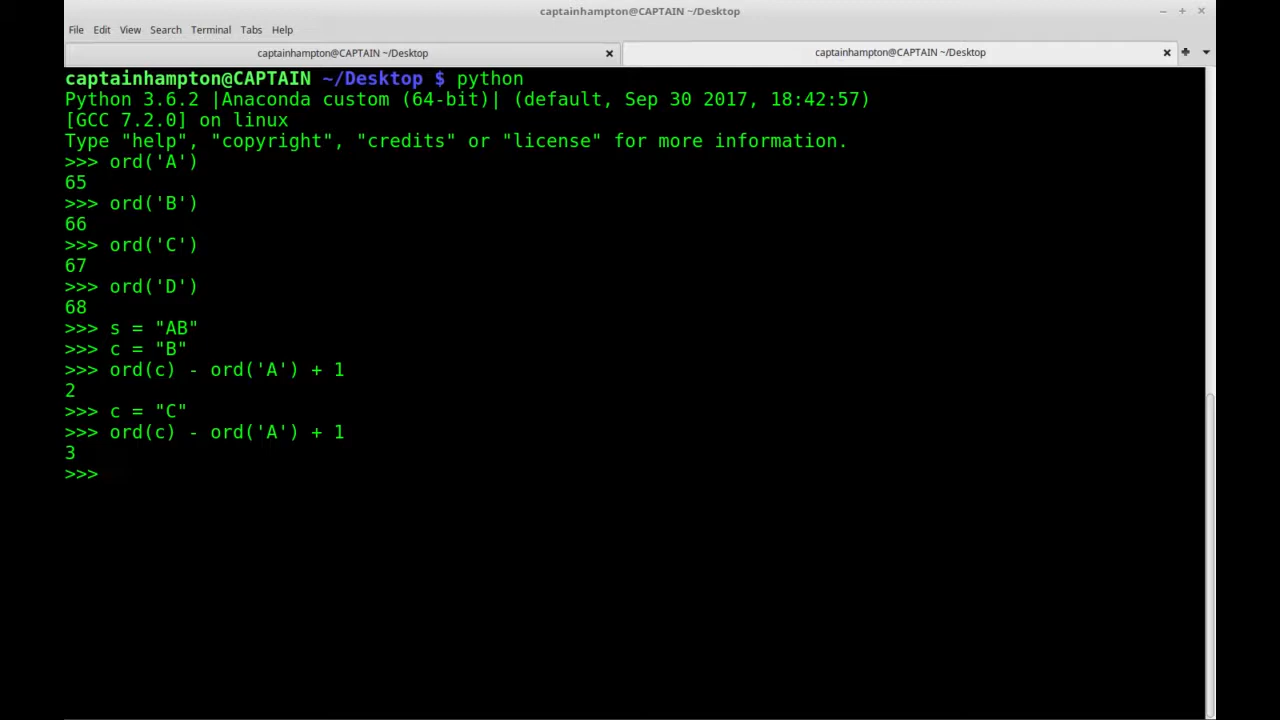 captainhampton@CAPTAIN ~/Desktop
File Edit View Search Terminal Tabs Help
captainhampton@CAPTAIN ~/Desktop captainhampton@CAPTAIN ~/Desktop
captainhampton@CAPTAIN ~/Desktop $ python
Python 3.6.2 |Anaconda custom (64-bit)| (default, Sep 30 2017, 18:42:57)
[GCC 7.2.0] on linux
Type "help", "copyright", "credits" or "license" for more information.
>>> ord('A')
65
>>> ord('B')
66
>>> ord('C')
67
>>> ord('D')
68
>>> s = "AB"
>>> c = "B"
>>> ord(c) - ord('A') + 1
2
>>> c = "C"
>>> ord(c) - ord('A') + 1
3
>>>